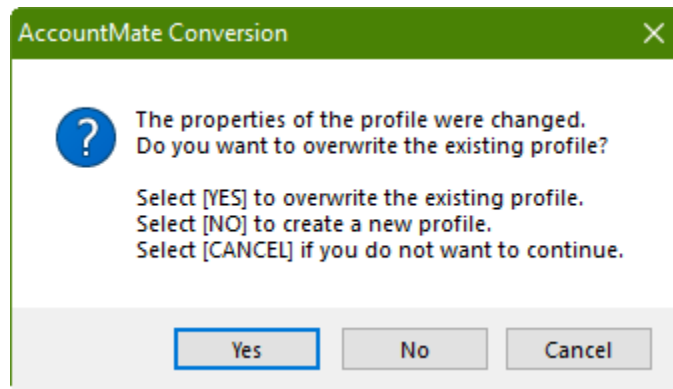 AccountMate Conversion
The properties of the profile were changed.
Do you want to overwrite the existing profile?
Select [YES] to overwrite the existing profile.
Select [NO] to create a new profile.
Select [CANCEL] if you do not want to continue.
Yes
No
Cancel